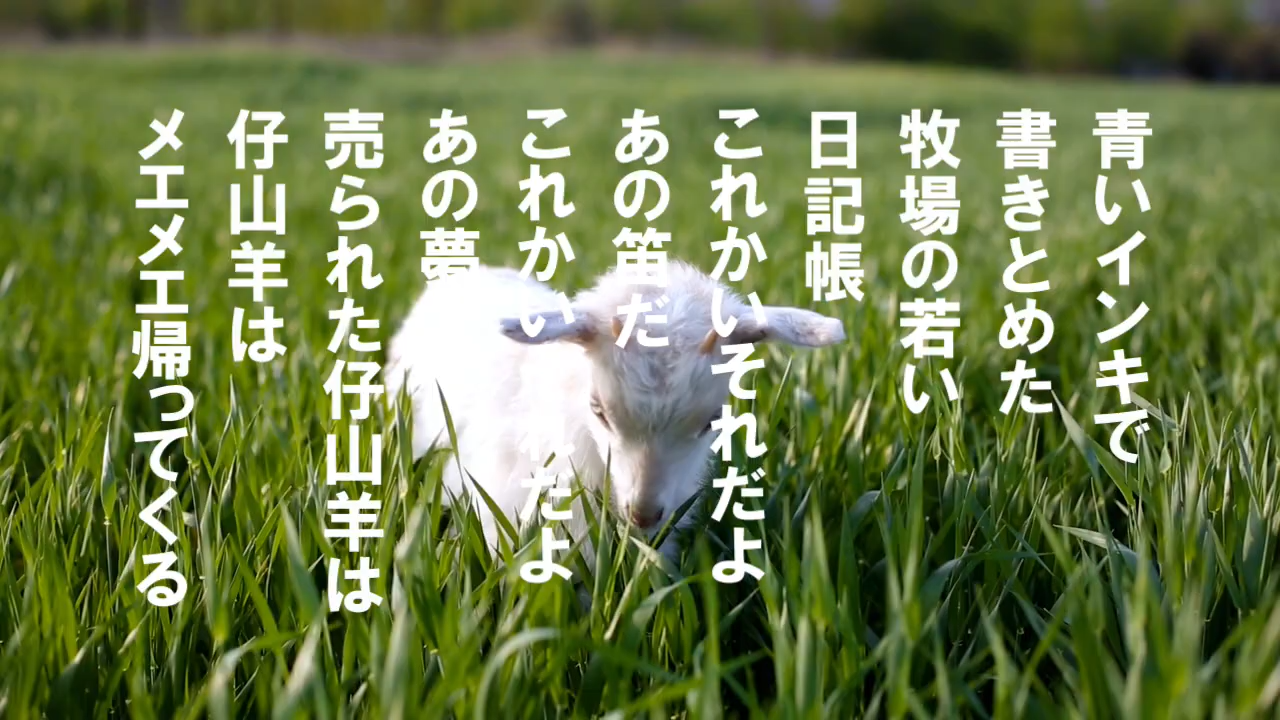 青いインキで
書きとめた
牧場の若い
日記帳
これかいそれだよ
あの笛だ
これかいそれだよ
あの夢
売られた仔山羊は
仔山羊は
メエメエ帰ってくる